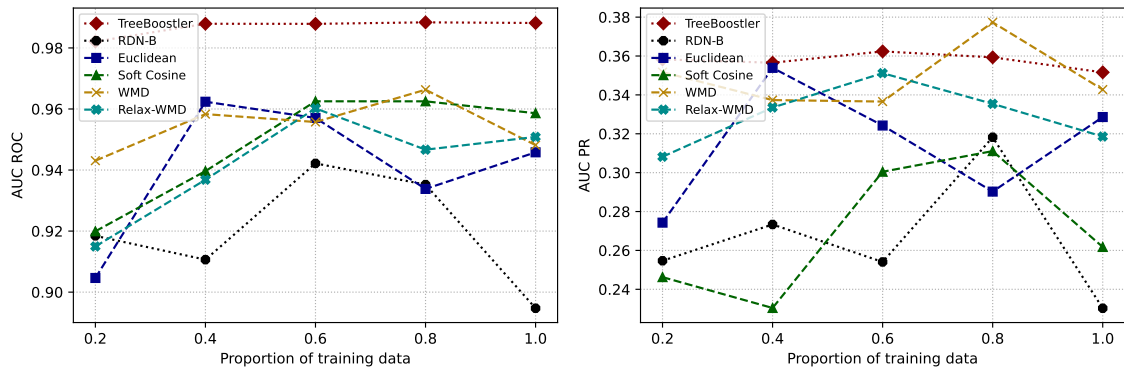 TreeBoostler
RDN-B
Euclidean
Soft Cosine
WMD
Relax-WMD
0.98
0.96
0.94
0.92
0.90
AUC ROC
0.2 0.4 0.6 0.8 1.0
Proportion of training data
TreeBoostler
RDN-B
Euclidean
Soft Cosine
WMD
Relax-WMD
0.38
0.36
0.34
0.32
0.30
0.28
0.26
0.24
AUC PR
0.2 0.4 0.6 0.8 1.0
Proportion of training data